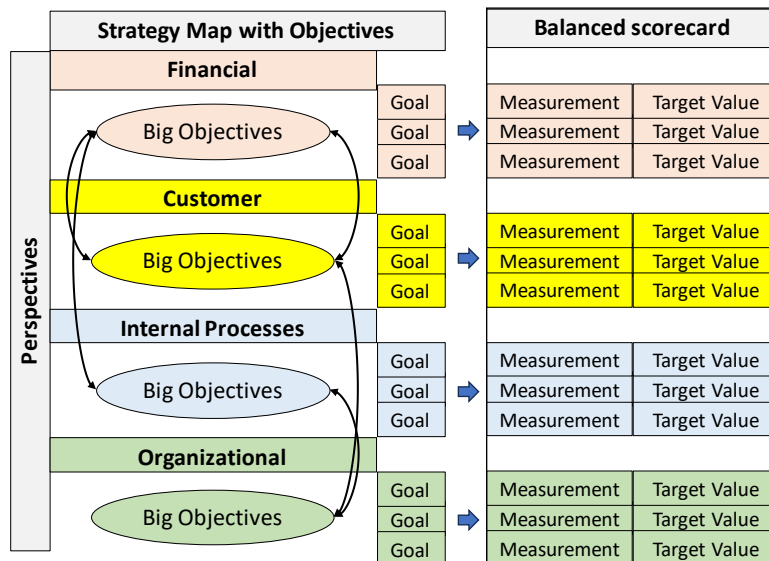 Strategy Map with Objectives
Balanced scorecard
Perspectives
Financial
Big Objectives
Goal
Measurement Target Value
Goal
Measurement Target Value
Goal
Measurement Target Value
Customer
Big Objectives
Goal
Measurement Target Value
Goal
Measurement Target Value
Goal
Measurement Target Value
Internal Processes
Big Objectives
Goal
Measurement Target Value
Goal
Measurement Target Value
Goal
Measurement Target Value
Organizational
Big Objectives
Goal
Measurement Target Value
Goal
Measurement Target Value
Goal
Measurement Target Value